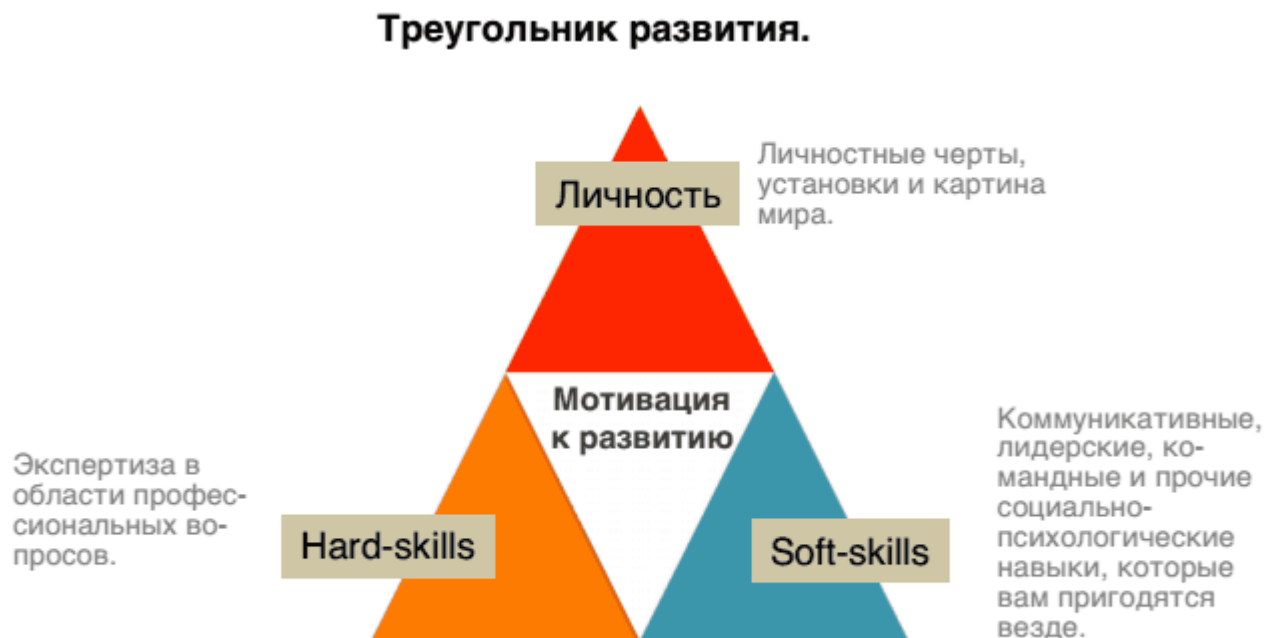 Треугольник развития.
Личность
Личностные черты,
установки и картина
мира.
Мотивация
к развитию
Экспертиза в
области профес-
сиональных во-
просов.
Hard-skills
Soft-skills
Коммуникативные,
лидерские, ко-
мандные и прочие
социально-
психологические
навыки, которые
вам пригодятся
везде.